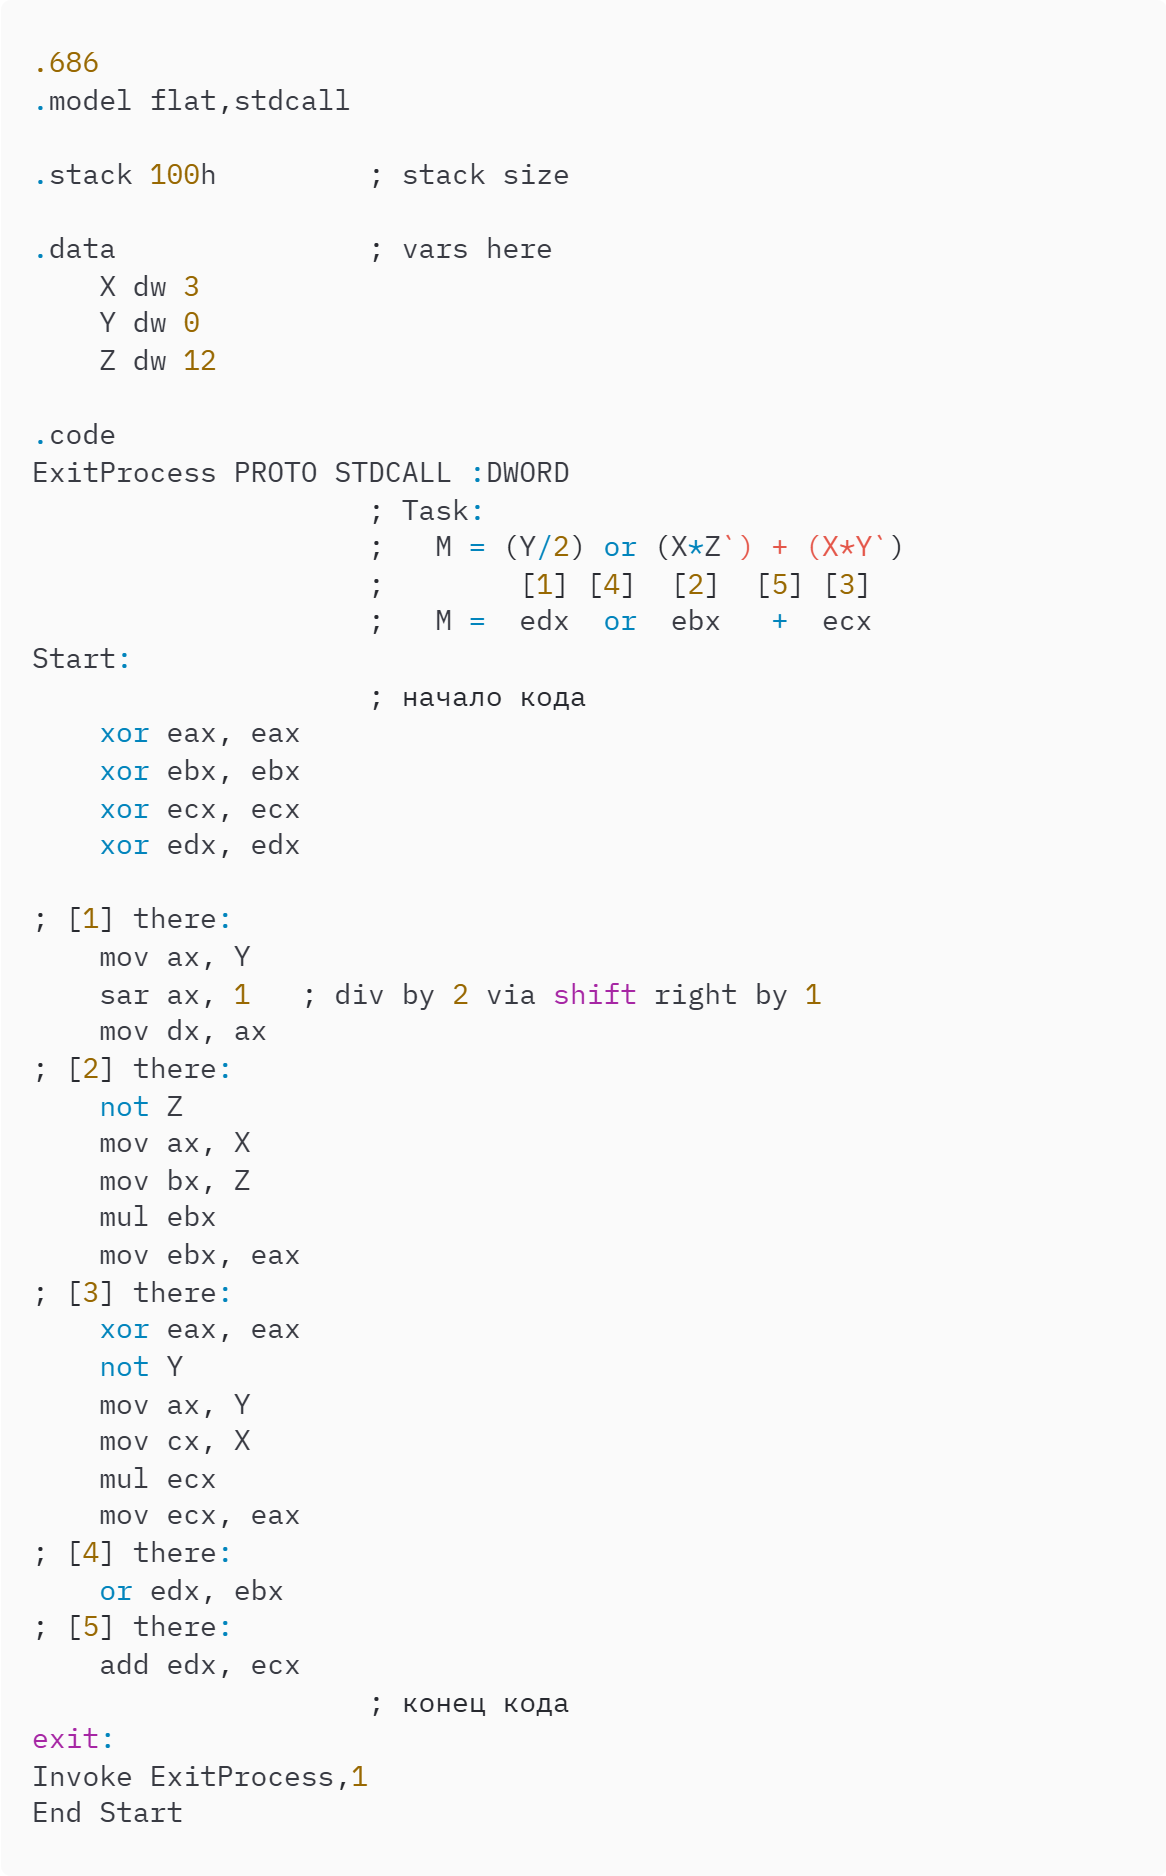 .686
.model flat,stdcall
.stack 100h         ; stack size
.data               ; vars here
    X dw 3
    Y dw 0
    Z dw 12
.code
ExitProcess PROTO STDCALL :DWORD
                    ; Task:
                    ;   M = (Y/2) or (X*Z`) + (X*Y`)
                    ;        [1] [4]  [2]  [5] [3]
                    ;   M =  edx  or  ebx   +  ecx
Start:
                    ; начало кода
    xor eax, eax
    xor ebx, ebx
    xor ecx, ecx
    xor edx, edx
; [1] there:
    mov ax, Y
    sar ax, 1   ; div by 2 via shift right by 1
    mov dx, ax
; [2] there:
    not Z
    mov ax, X
    mov bx, Z
    mul ebx
    mov ebx, eax
; [3] there:
    xor eax, eax
    not Y
    mov ax, Y
    mov cx, X
    mul ecx
    mov ecx, eax
; [4] there:
    or edx, ebx
; [5] there:
    add edx, ecx
                    ; конец кода
exit:
Invoke ExitProcess,1
End Start